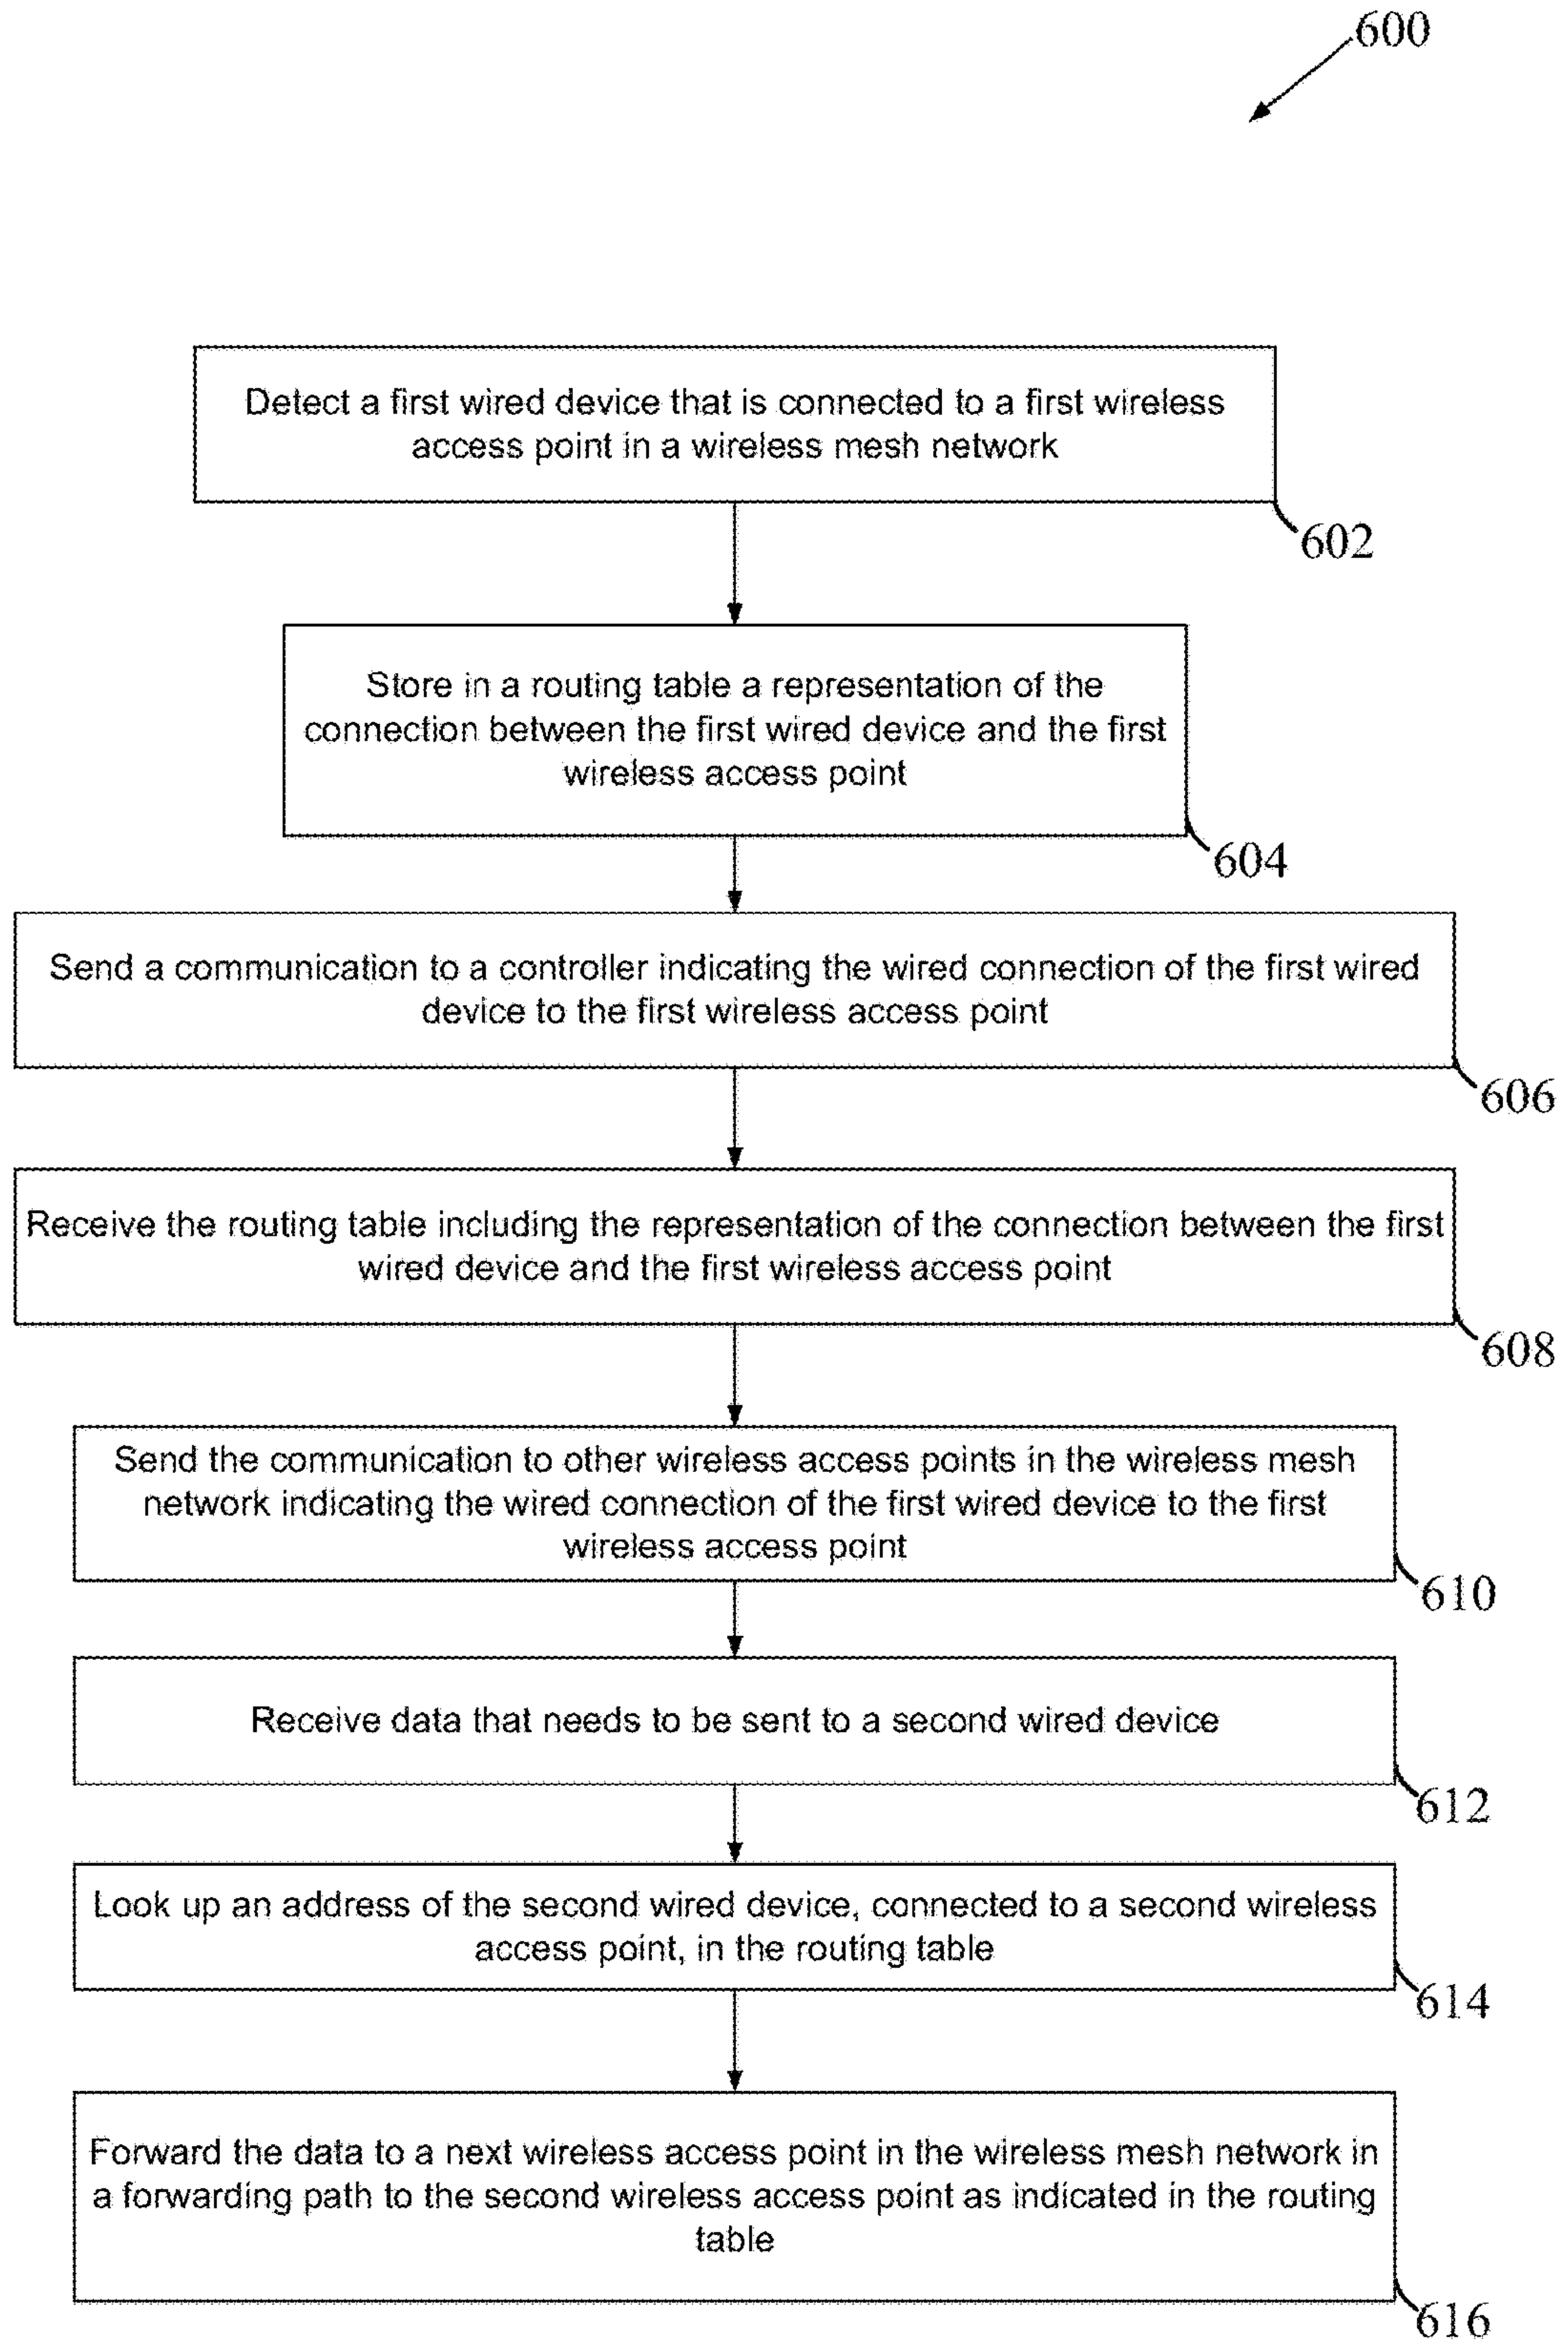 600
Detect a first wired device that is connected to a first wireless
access point in a wireless mesh network
602
Store in a routing table a representation of the
connection between the first wired device and the first
wireless access point
604
Send a communication to a controller indicating the wired connection of the first wired
device to the first wireless access point
606
Receive the routing table including the representation of the connection between the first
wired device and the first wireless access point
608
Send the communication to other wireless access points in the wireless mesh
network indicating the wired connection of the first wired device to the first
wireless access point
610
Receive data that needs to be sent to a second wired device
612
Look up an address of the second wired device, connected to a second wireless
access point, in the routing table
614
Forward the data to a next wireless access point in the wireless mesh network in
a forwarding path to the second wireless access point as indicated in the routing
table
616